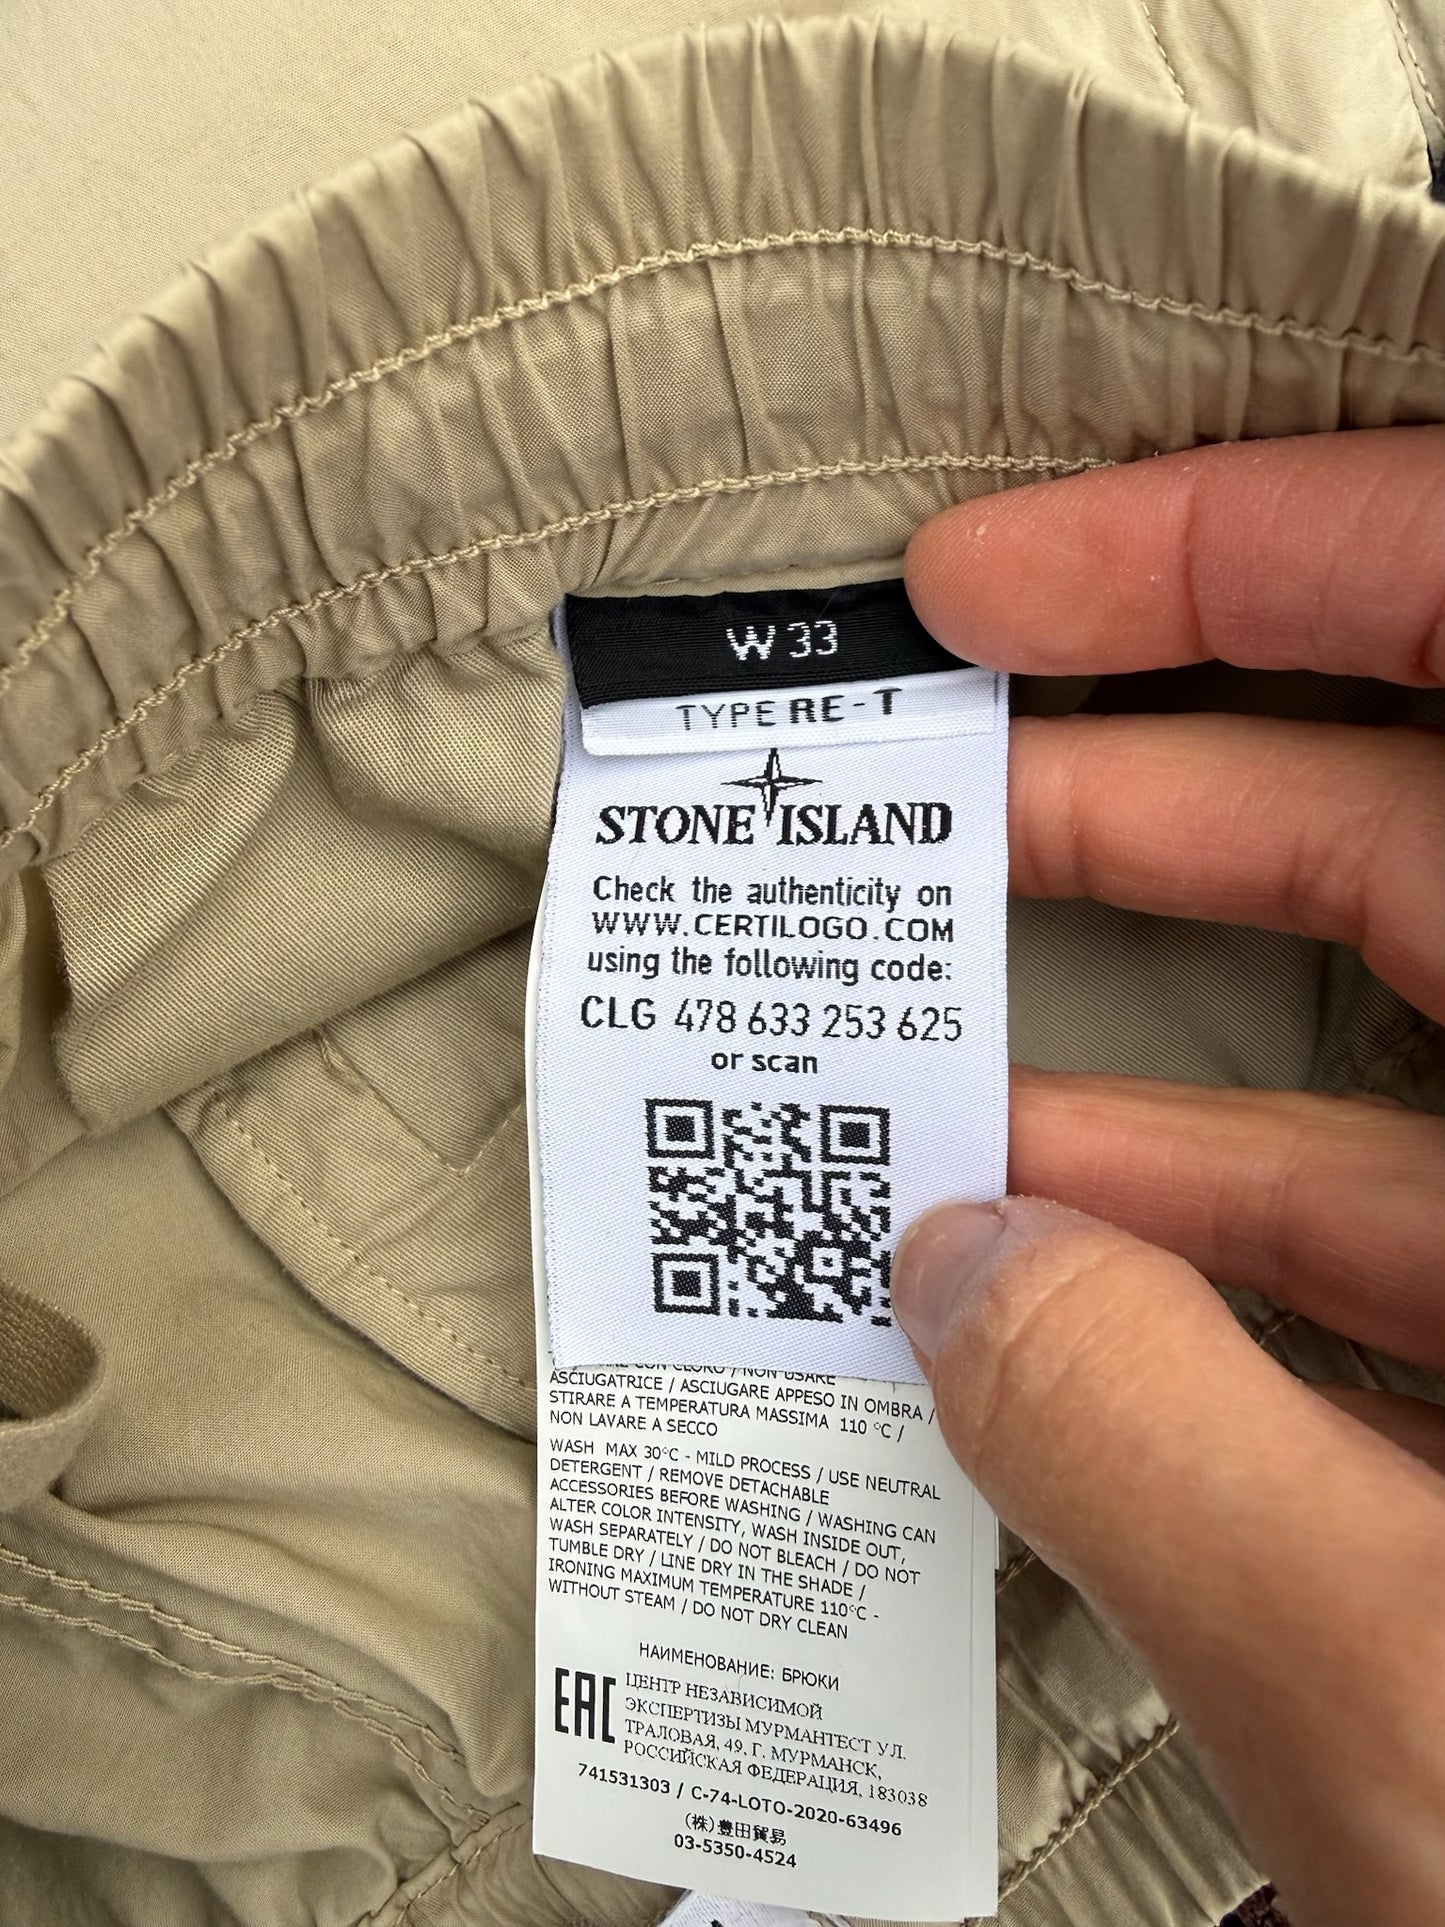 W 33
TYPE RE-T
STONE ISLAND
Check the authenticity on
WWW.CERTILOGO.COM
using the following code:
CLG 478 633 253 625
or scan
CON CLORO / NON USARE
ASCIUGATRICE / ASCIUGARE APPESO IN OMBRA /
STIRARE A TEMPERATURA MASSIMA 110 °C /
NON LAVARE A SECCO
WASH MAX 30°C - MILD PROCESS / USE NEUTRAL
DETERGENT / REMOVE DETACHABLE
ACCESSORIES BEFORE WASHING / WASHING CAN
ALTER COLOR INTENSITY, WASH INSIDE OUT,
WASH SEPARATELY / DO NOT BLEACH / DO NOT
TUMBLE DRY / LINE DRY IN THE SHADE /
IRONING MAXIMUM TEMPERATURE 110°C -
WITHOUT STEAM / DO NOT DRY CLEAN
НАИМЕНОВАНИЕ: БРЮКИ
EAC
ЦЕНТР НЕЗАВИСИМОЙ
ЭКСПЕРТИЗЫ МУРМАНТЕСТ УЛ.
ТРАЛОВАЯ, 49, Г. МУРМАНСК,
РОССИЙСКАЯ ФЕДЕРАЦИЯ, 183038
741531303 / C-74-LOTO-2020-63496
(株)豊田貿易
03-5350-4524